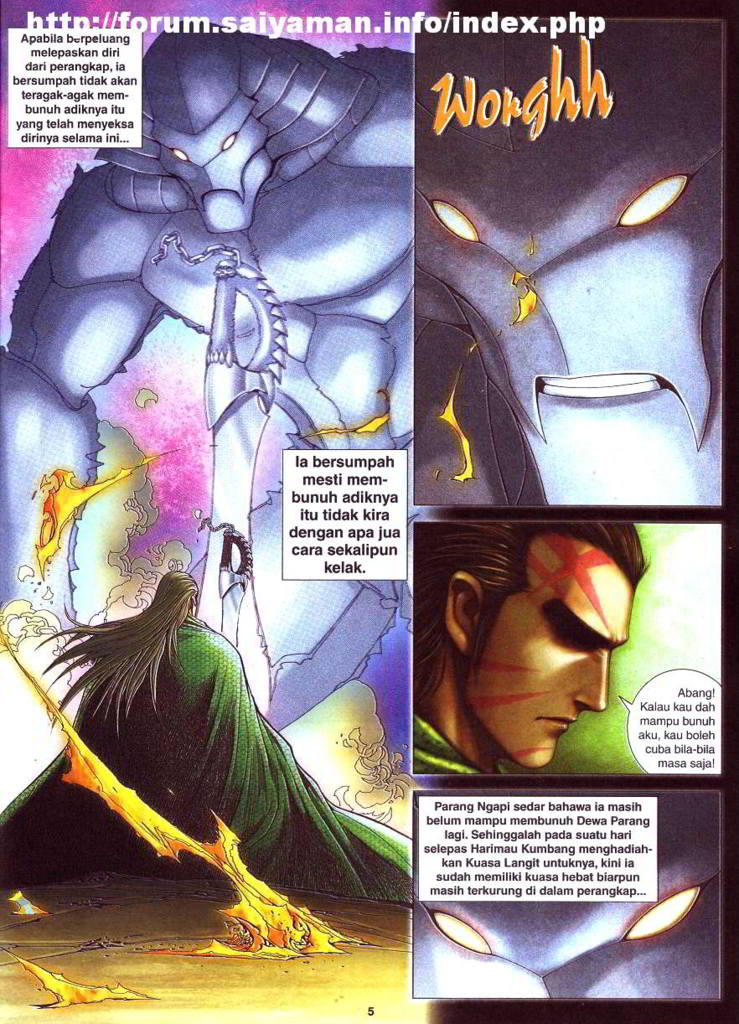 http://forum.saiyaman.info/index.php
Apabila berpeluang
melepaskan diri
dari perangkap, ia
bersumpah tidak akan
teragak-agak mem-
bunuh adiknya itu
yang telah menyeksa
dirinya selama ini...
Worghh
Ia bersumpah
mesti mem-
bunuh adiknya
itu tidak kira
dengan apa jua
cara sekalipun
kelak.
Abang!
Kalau kau dah
mampu bunuh
aku, kau boleh
cuba bila-bila
masa saja!
Parang Ngapi sedar bahawa ia masih
belum mampu membunuh Dewa Parang
lagi. Sehinggalah pada suatu hari
selepas Harimau Kumbang menghadiah-
kan Kuasa Langit untuknya, kini ia
sudah memiliki kuasa hebat biarpun
masih terkurung di dalam perangkap...
5